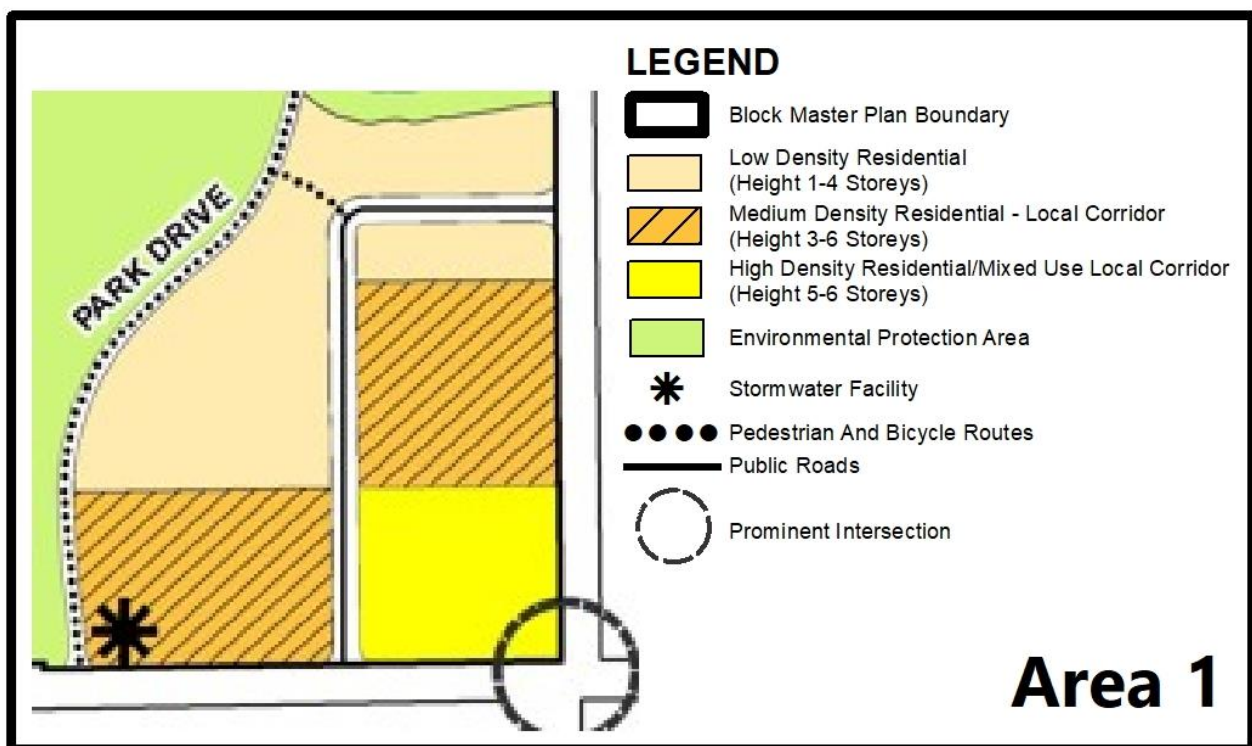 LEGEND
Block Master Plan Boundary
Low Density Residential
(Height 1-4 Storeys)
Medium Density Residential - Local Corridor
(Height 3-6 Storeys)
High Density Residential/Mixed Use Local Corridor
(Height 5-6 Storeys)
Environmental Protection Area
Stormwater Facility
Pedestrian And Bicycle Routes
Public Roads
Prominent Intersection
PARK DRIVE
Area 1